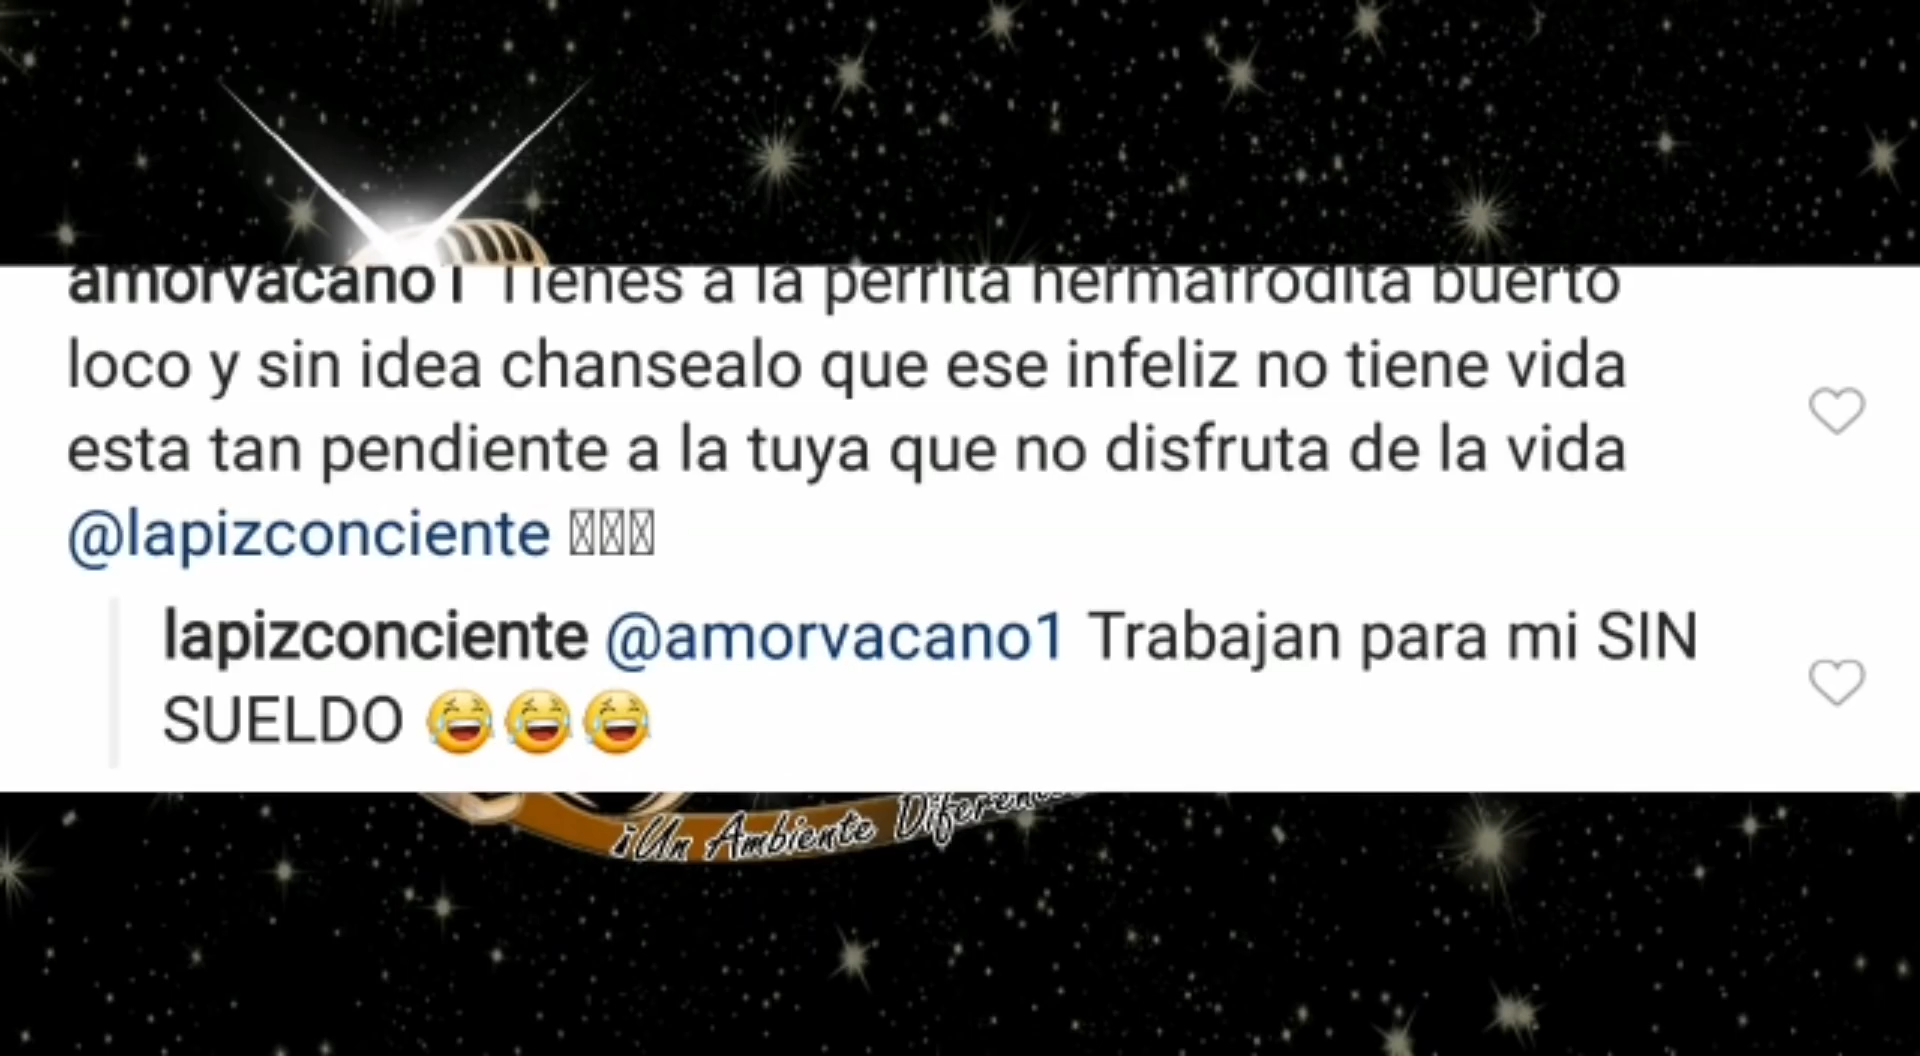 amorvacano1 Tienes a la perrita hermafrodita buerto
loco y sin idea chansealo que ese infeliz no tiene vida
esta tan pendiente a la tuya que no disfruta de la vida
@lapizconciente
lapizconciente @amorvacano1 Trabajan para mi SIN
SUELDO 😂😂😂
¡Un Ambiente Diferente